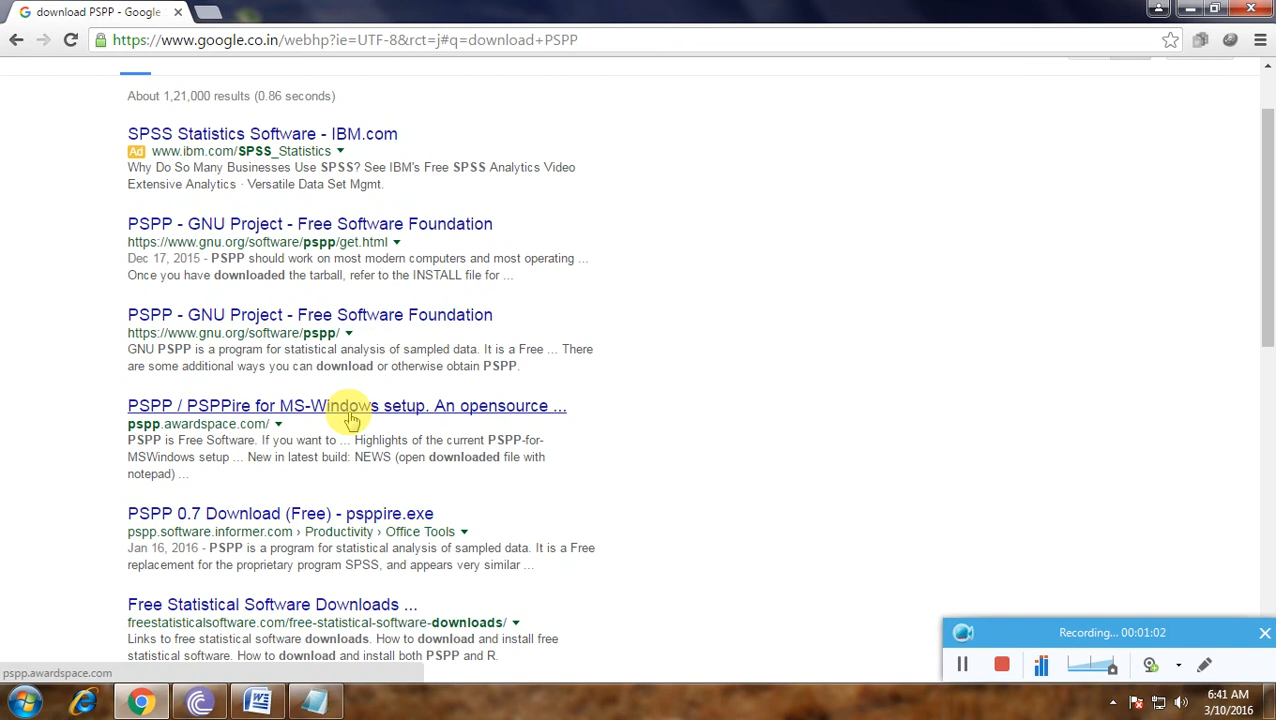 download PSPP - Google
https://www.google.co.in/webhp?ie=UTF-8&rct=j#q=download+PSPP
About 1,21,000 results (0.86 seconds)
SPSS Statistics Software - IBM.com
Ad www.ibm.com/SPSS_Statistics
Why Do So Many Businesses Use SPSS? See IBM's Free SPSS Analytics Video
Extensive Analytics · Versatile Data Set Mgmt.
PSPP - GNU Project - Free Software Foundation
https://www.gnu.org/software/pspp/get.html
Dec 17, 2015 - PSPP should work on most modern computers and most operating ...
Once you have downloaded the tarball, refer to the INSTALL file for ...
PSPP - GNU Project - Free Software Foundation
https://www.gnu.org/software/pspp/
GNU PSPP is a program for statistical analysis of sampled data. It is a Free ... There
are some additional ways you can download or otherwise obtain PSPP.
PSPP / PSPPire for MS-Windows setup. An opensource ...
pspp.awardspace.com/
PSPP is Free Software. If you want to ... Highlights of the current PSPP-for-
MSWindows setup ... New in latest build: NEWS (open downloaded file with
notepad) ...
PSPP 0.7 Download (Free) - psppire.exe
pspp.software.informer.com › Productivity › Office Tools
Jan 16, 2016 - PSPP is a program for statistical analysis of sampled data. It is a Free
replacement for the proprietary program SPSS, and appears very similar ...
Free Statistical Software Downloads ...
freestatisticalsoftware.com/free-statistical-software-downloads/
Links to free statistical software downloads. How to download and install free
statistical software. How to download and install both PSPP and R.
Recording... 00:01:02
pspp.awardspace.com
6:41 AM
3/10/2016